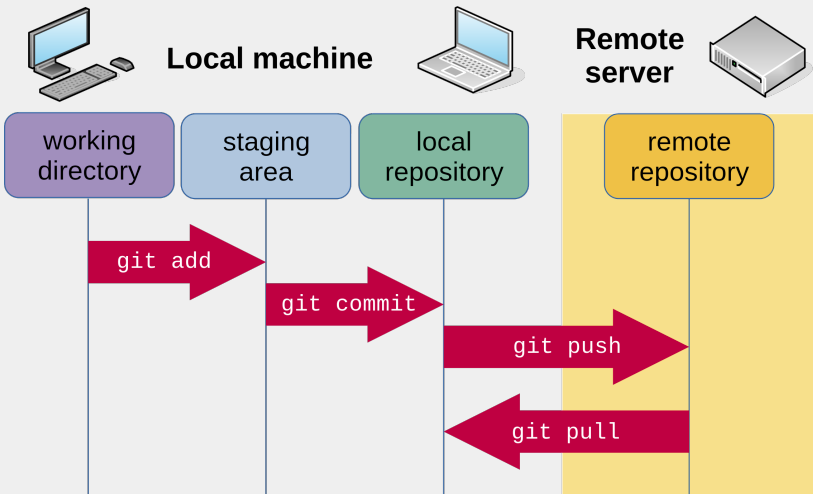 Local machine
Remote
server
working
directory
staging
area
local
repository
remote
repository
git add
git commit
git push
git pull